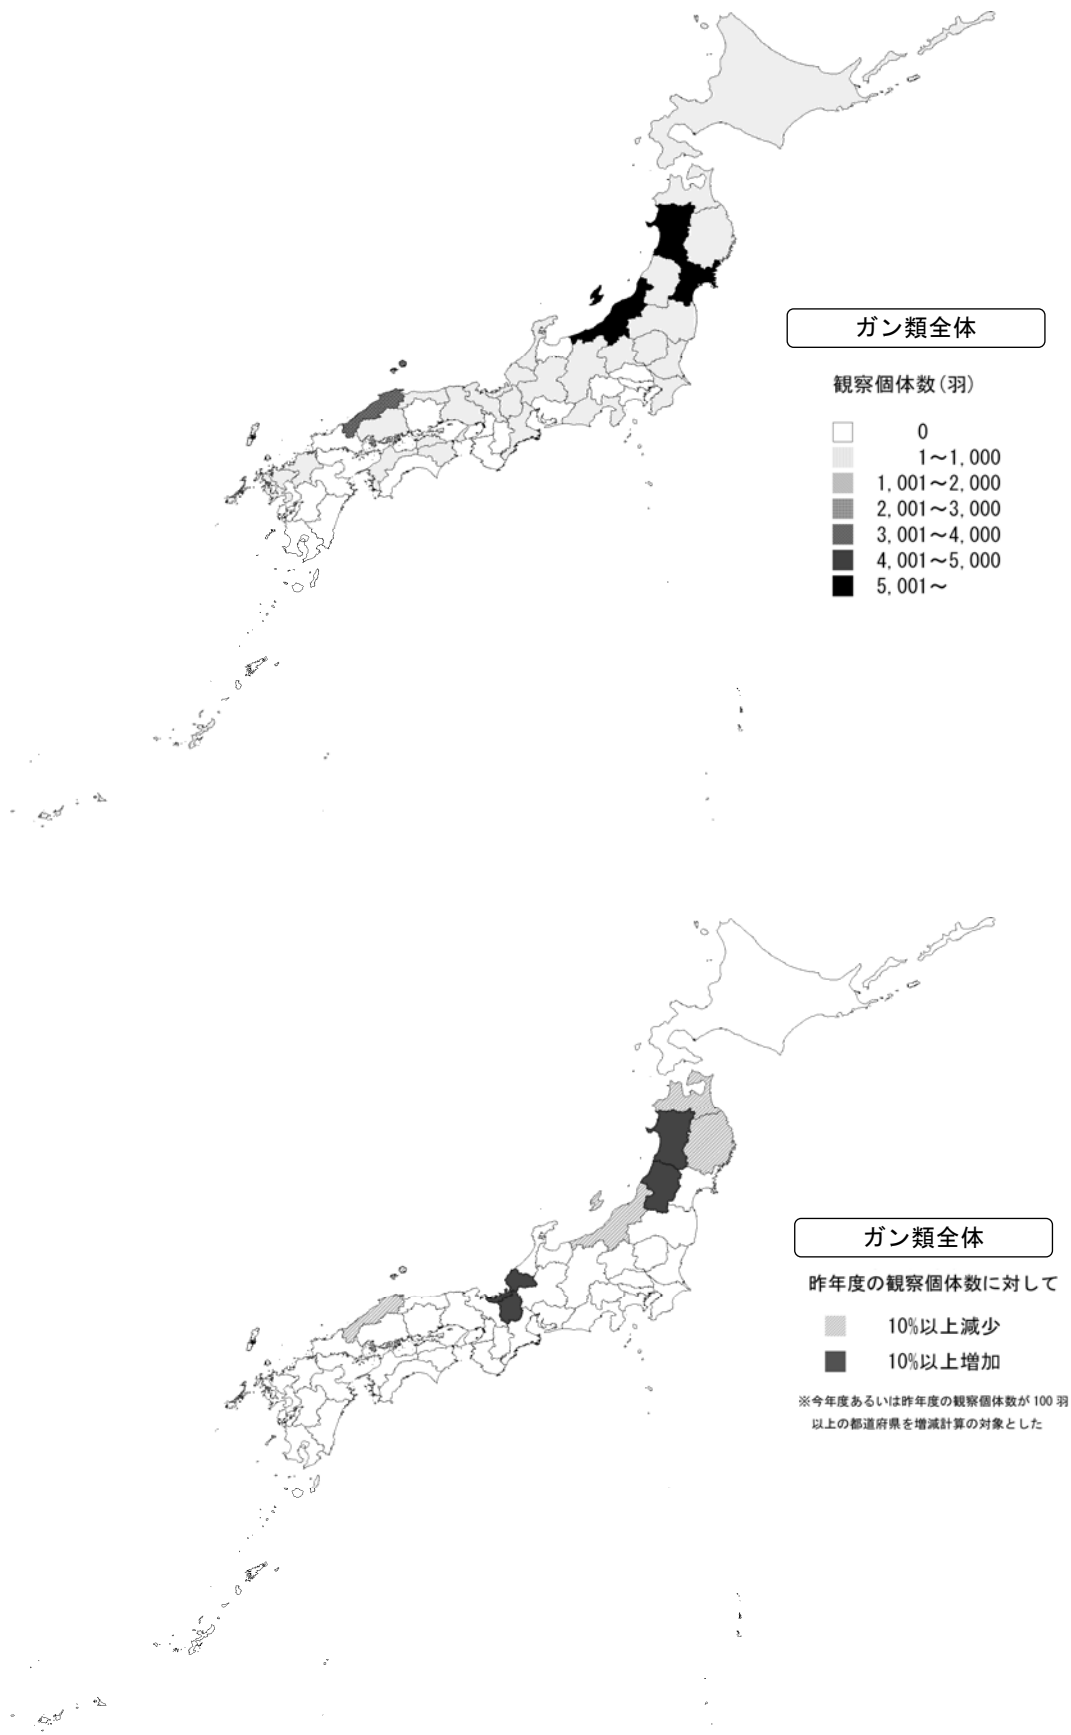 ガン類全体
観察個体数(羽)
0
1~1,000
1,001~2,000
2,001~3,000
3,001~4,000
4,001~5,000
5,001~
ガン類全体
昨年度の観察個体数に対して
10%以上減少
10%以上増加
※今年度あるいは昨年度の観察個体数が100羽
以上の都道府県を増減計算の対象とした